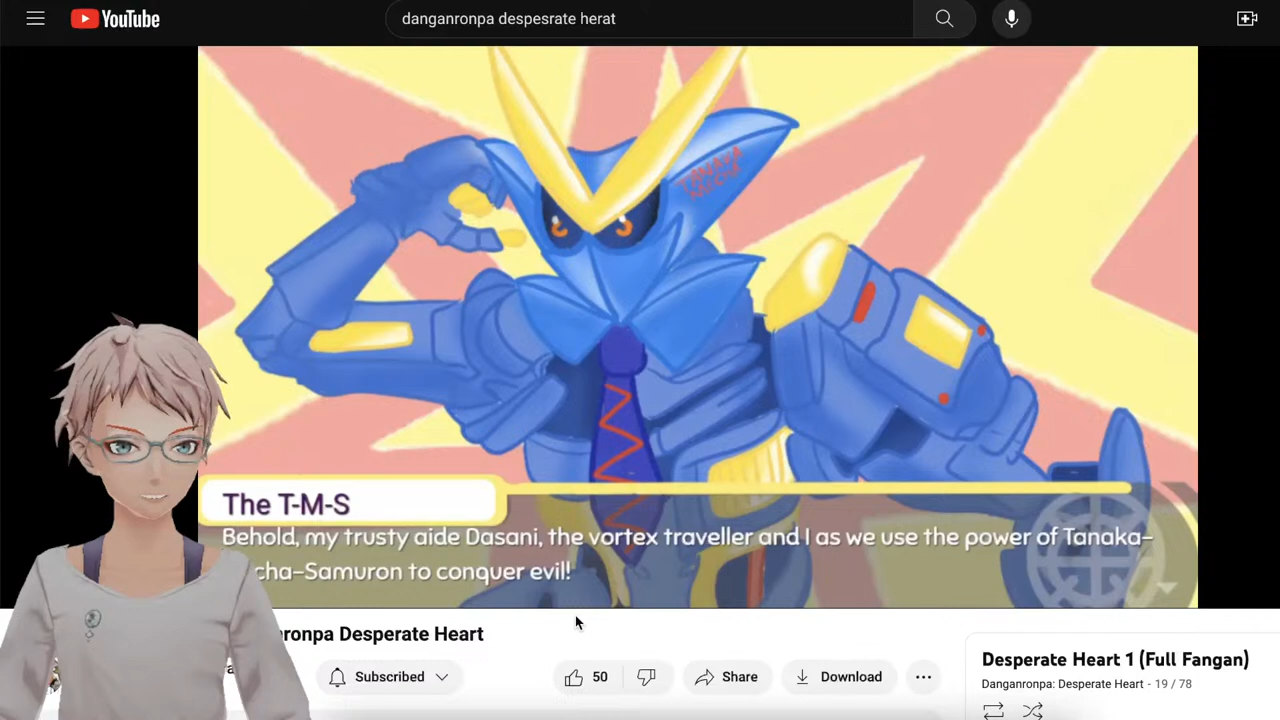 YouTube
danganronpa despesrate herat
TANAKA
The T-M-S
Behold, my trusty aide Dasani, the vortex traveller and I as we use the power of Tanaka-
cha-Samuron to conquer evil!
ronpa Desperate Heart
Subscribed
50
Share
Download
Desperate Heart 1 (Full Fangan)
Danganronpa: Desperate Heart - 19 / 78